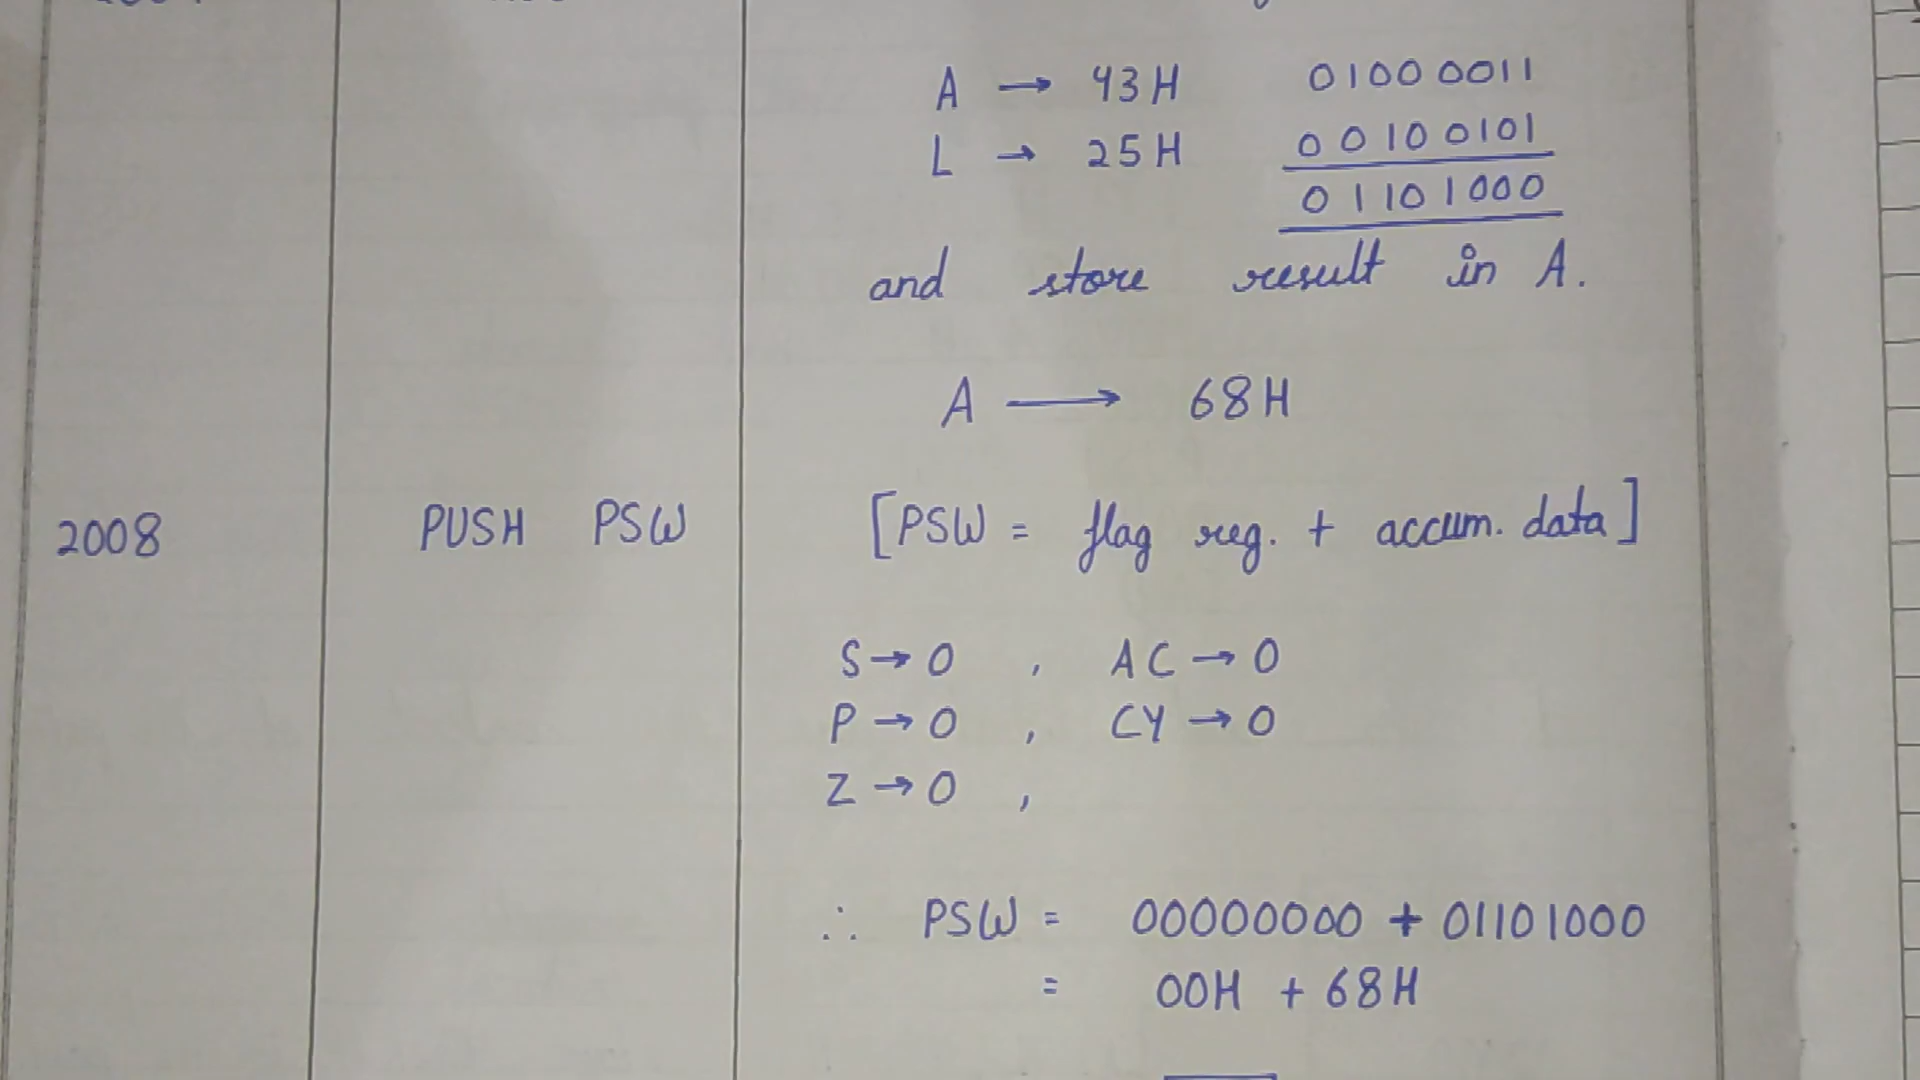 A → 43H 01000011
L → 25H 00100101
01101000
and store result in A.
A → 68H
2008 PUSH PSW [PSW = flag reg. + accum. data]
S → 0 , AC → 0
P → 0 , CY → 0
Z → 0 ,
∴ PSW = 00000000 + 01101000
= 00H + 68H